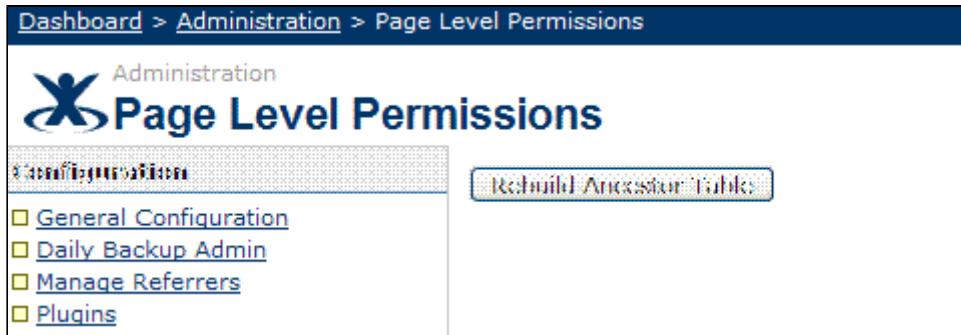 Dashboard > Administration > Page Level Permissions
Administration
Page Level Permissions
Configuration
Rebuild Ancestor Table
General Configuration
Daily Backup Admin
Manage Referrers
Plugins